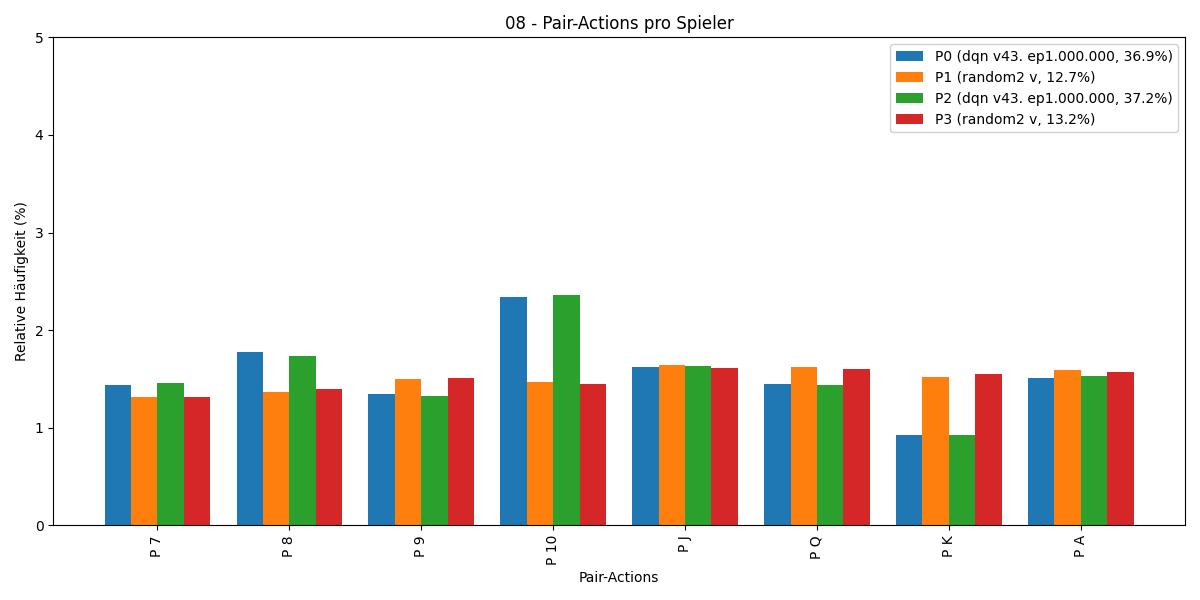 08 - Pair-Actions pro Spieler
P0 (dqn v43. ep1.000.000, 36.9%)
P1 (random2 v, 12.7%)
P2 (dqn v43. ep1.000.000, 37.2%)
P3 (random2 v, 13.2%)
Relative Häufigkeit (%)
5
4
3
2
1
0
P 7
P 8
P 9
P 10
P J
P Q
P K
P A
Pair-Actions